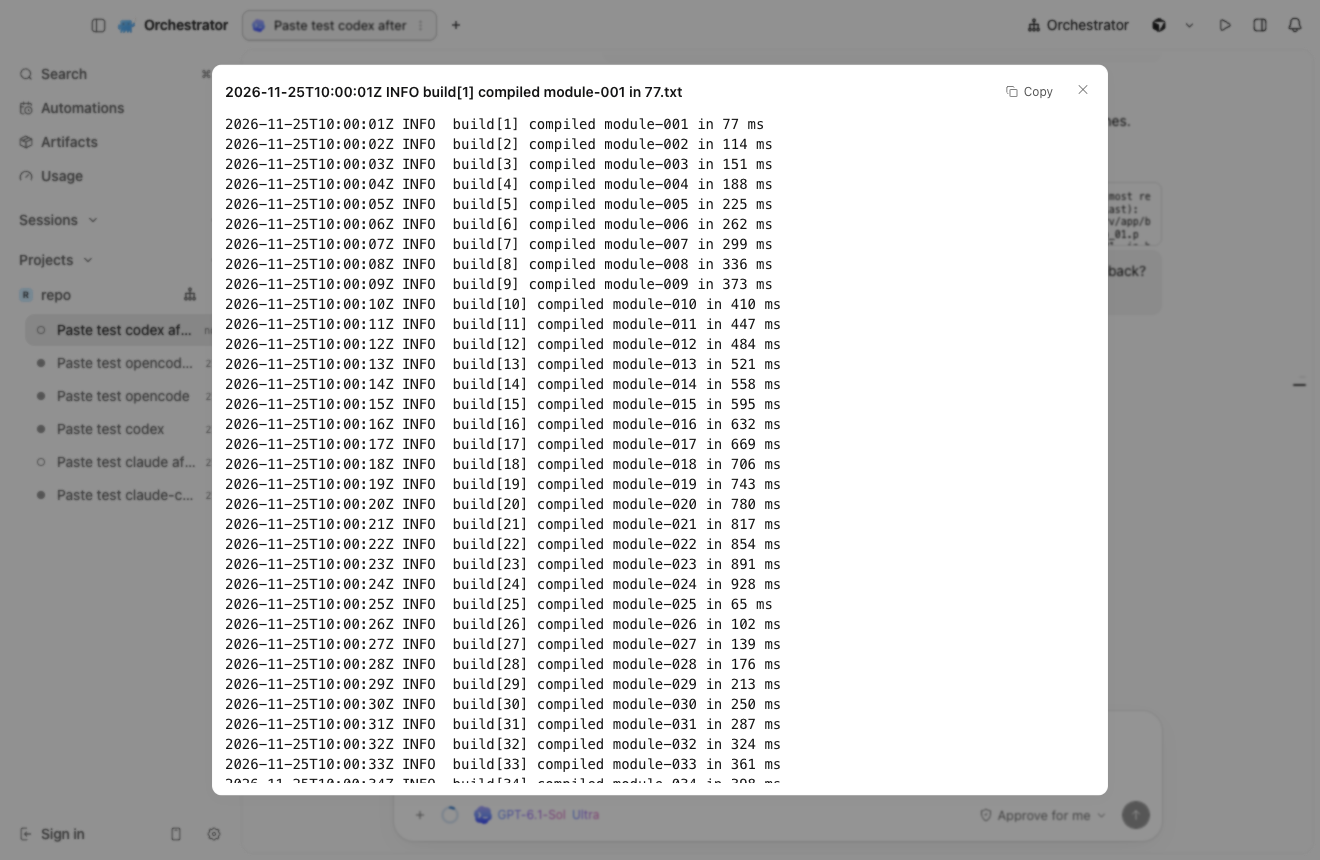 Orchestrator
Paste test codex after
Orchestrator
Search
Automations
Artifacts
Usage
Sessions
Projects
repo
Paste test codex af...
Paste test opencod...
Paste test opencode
Paste test codex
Paste test claude af...
Paste test claude-c...
Sign in
2026-11-25T10:00:01Z INFO build[1] compiled module-001 in 77.txt
Copy
2026-11-25T10:00:01Z INFO  build[1] compiled module-001 in 77 ms
2026-11-25T10:00:02Z INFO  build[2] compiled module-002 in 114 ms
2026-11-25T10:00:03Z INFO  build[3] compiled module-003 in 151 ms
2026-11-25T10:00:04Z INFO  build[4] compiled module-004 in 188 ms
2026-11-25T10:00:05Z INFO  build[5] compiled module-005 in 225 ms
2026-11-25T10:00:06Z INFO  build[6] compiled module-006 in 262 ms
2026-11-25T10:00:07Z INFO  build[7] compiled module-007 in 299 ms
2026-11-25T10:00:08Z INFO  build[8] compiled module-008 in 336 ms
2026-11-25T10:00:09Z INFO  build[9] compiled module-009 in 373 ms
2026-11-25T10:00:10Z INFO  build[10] compiled module-010 in 410 ms
2026-11-25T10:00:11Z INFO  build[11] compiled module-011 in 447 ms
2026-11-25T10:00:12Z INFO  build[12] compiled module-012 in 484 ms
2026-11-25T10:00:13Z INFO  build[13] compiled module-013 in 521 ms
2026-11-25T10:00:14Z INFO  build[14] compiled module-014 in 558 ms
2026-11-25T10:00:15Z INFO  build[15] compiled module-015 in 595 ms
2026-11-25T10:00:16Z INFO  build[16] compiled module-016 in 632 ms
2026-11-25T10:00:17Z INFO  build[17] compiled module-017 in 669 ms
2026-11-25T10:00:18Z INFO  build[18] compiled module-018 in 706 ms
2026-11-25T10:00:19Z INFO  build[19] compiled module-019 in 743 ms
2026-11-25T10:00:20Z INFO  build[20] compiled module-020 in 780 ms
2026-11-25T10:00:21Z INFO  build[21] compiled module-021 in 817 ms
2026-11-25T10:00:22Z INFO  build[22] compiled module-022 in 854 ms
2026-11-25T10:00:23Z INFO  build[23] compiled module-023 in 891 ms
2026-11-25T10:00:24Z INFO  build[24] compiled module-024 in 928 ms
2026-11-25T10:00:25Z INFO  build[25] compiled module-025 in 65 ms
2026-11-25T10:00:26Z INFO  build[26] compiled module-026 in 102 ms
2026-11-25T10:00:27Z INFO  build[27] compiled module-027 in 139 ms
2026-11-25T10:00:28Z INFO  build[28] compiled module-028 in 176 ms
2026-11-25T10:00:29Z INFO  build[29] compiled module-029 in 213 ms
2026-11-25T10:00:30Z INFO  build[30] compiled module-030 in 250 ms
2026-11-25T10:00:31Z INFO  build[31] compiled module-031 in 287 ms
2026-11-25T10:00:32Z INFO  build[32] compiled module-032 in 324 ms
2026-11-25T10:00:33Z INFO  build[33] compiled module-033 in 361 ms
2026-11-25T10:00:34Z INFO  build[34] compiled module-034 in 398 ms
most re
ast):
v/app/b
_01.p
back?
GPT-6.1-Sol Ultra
Approve for me